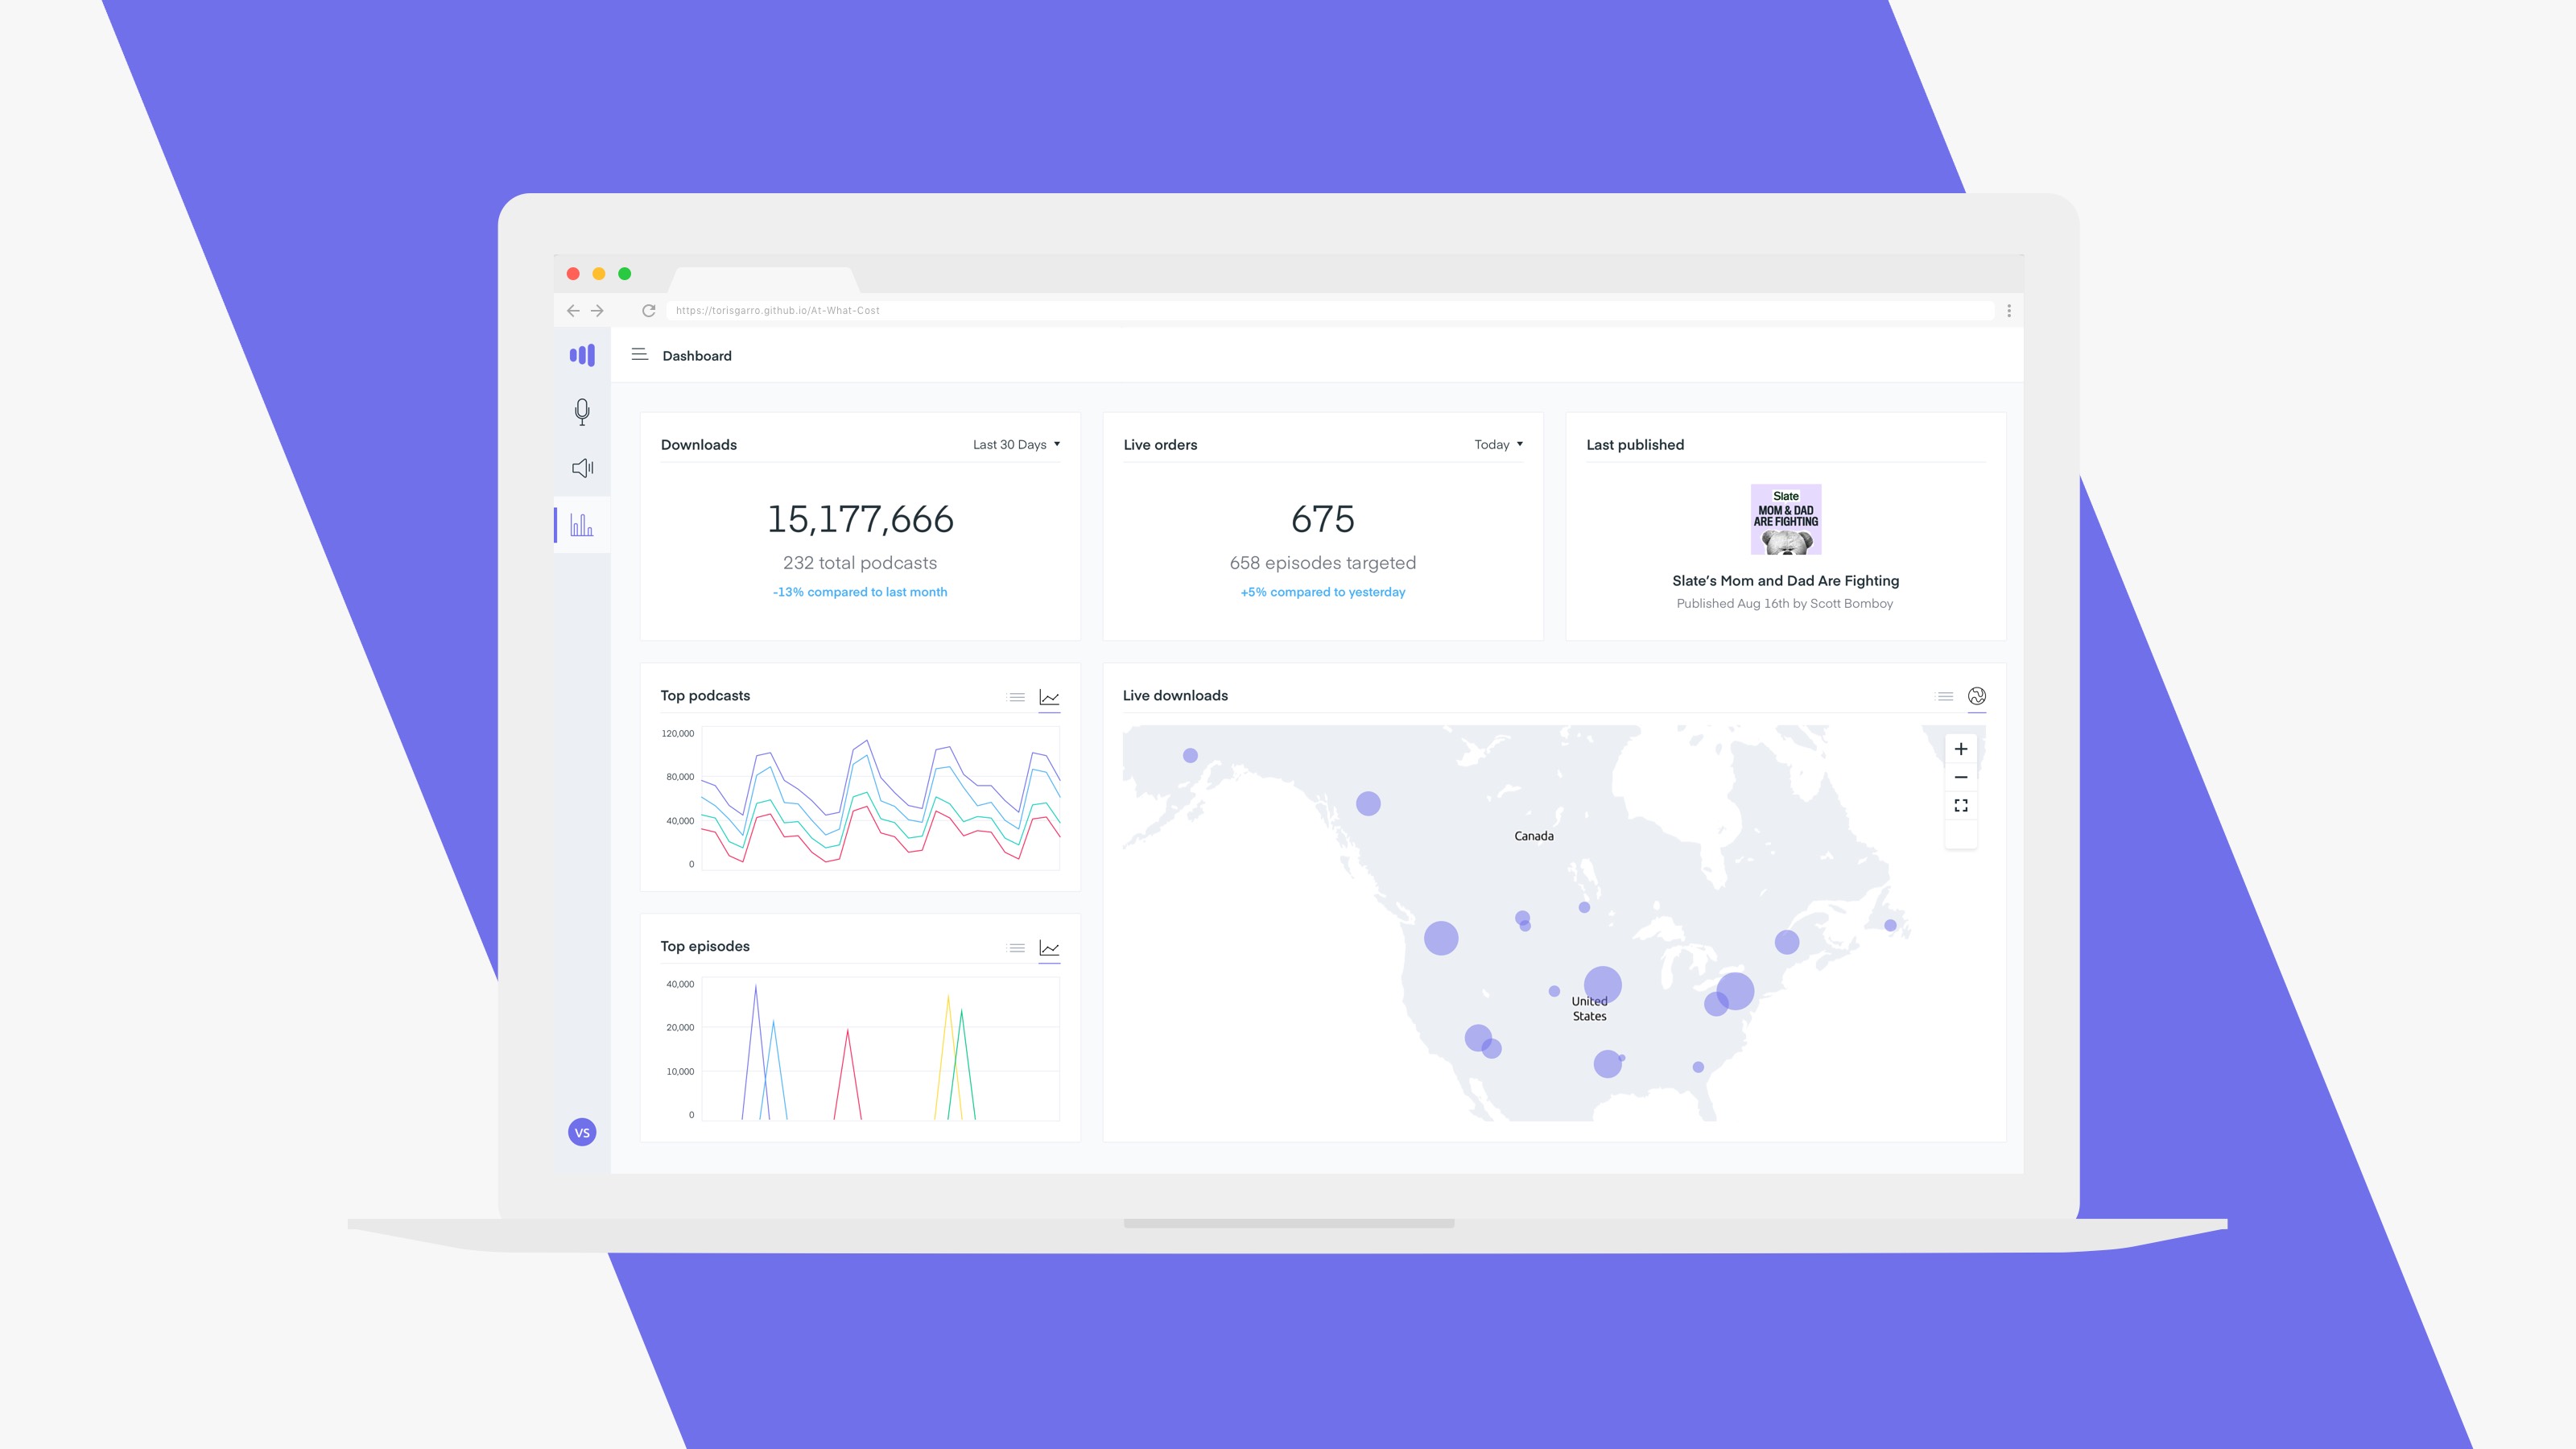 https://torisgarro.github.io/At-What-Cost
Dashboard
Downloads
Last 30 Days
15,177,666
232 total podcasts
-13% compared to last month
Live orders
Today
675
658 episodes targeted
+5% compared to yesterday
Last published
Slate
MOM & DAD
ARE FIGHTING
Slate’s Mom and Dad Are Fighting
Published Aug 16th by Scott Bomboy
Top podcasts
120,000
80,000
40,000
0
Live downloads
Canada
United
States
Top episodes
40,000
20,000
10,000
0
VS